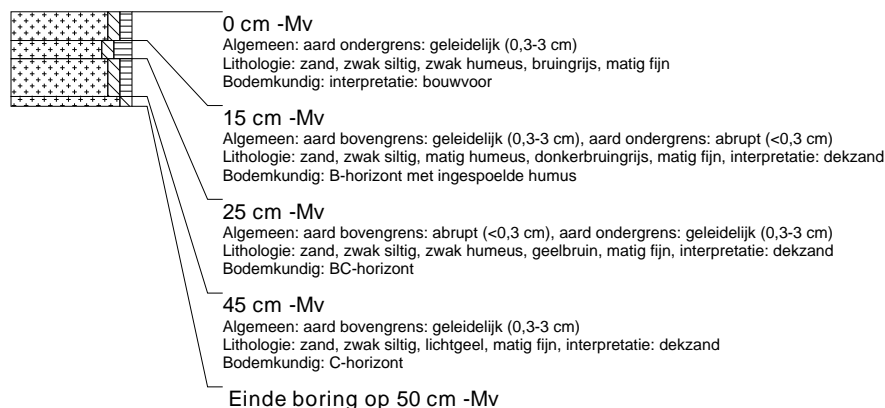 0 cm -Mv
Algemeen: aard ondergrens: geleidelijk (0,3-3 cm)
Lithologie: zand, zwak siltig, zwak humeus, bruingrijs, matig fijn
Bodemkundig: interpretatie: bouwvoor
15 cm -Mv
Algemeen: aard bovengrens: geleidelijk (0,3-3 cm), aard ondergrens: abrupt (<0,3 cm)
Lithologie: zand, zwak siltig, matig humeus, donkerbruingrijs, matig fijn, interpretatie: dekzand
Bodemkundig: B-horizont met ingespoelde humus
25 cm -Mv
Algemeen: aard bovengrens: abrupt (<0,3 cm), aard ondergrens: geleidelijk (0,3-3 cm)
Lithologie: zand, zwak siltig, zwak humeus, geelbruin, matig fijn, interpretatie: dekzand
Bodemkundig: BC-horizont
45 cm -Mv
Algemeen: aard bovengrens: geleidelijk (0,3-3 cm)
Lithologie: zand, zwak siltig, lichtgeel, matig fijn, interpretatie: dekzand
Bodemkundig: C-horizont
Einde boring op 50 cm -Mv